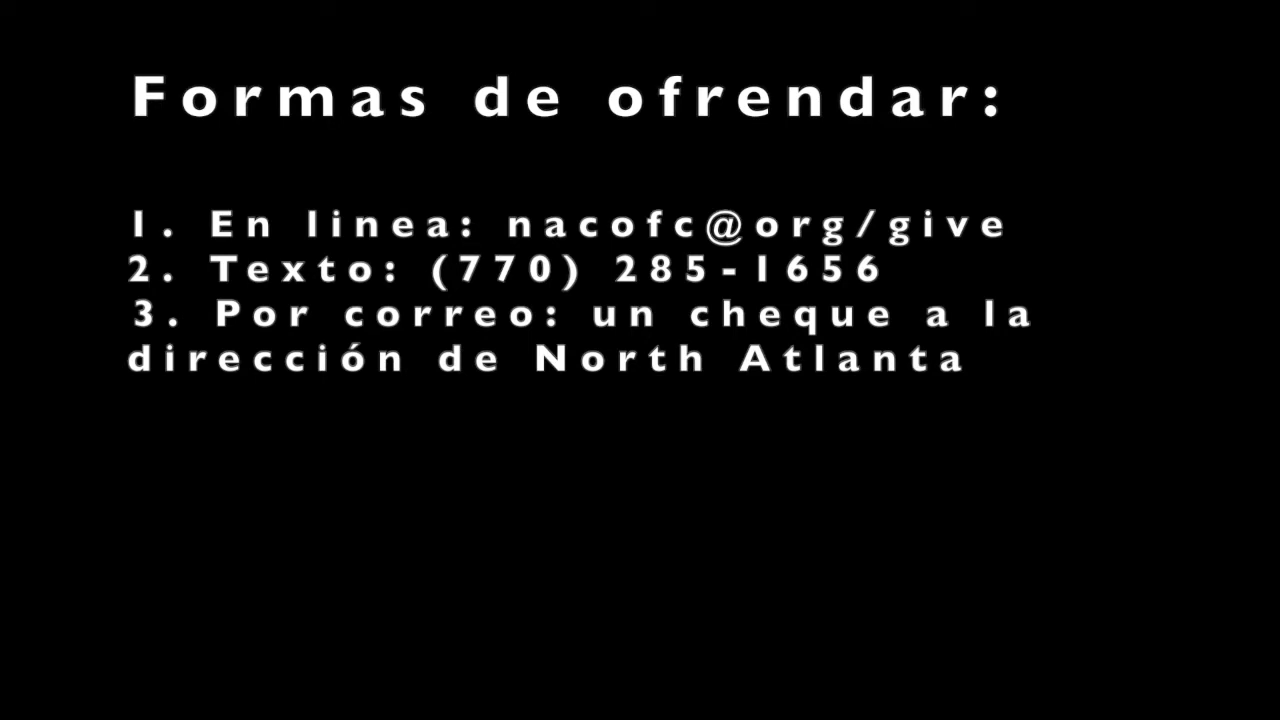 Formas de ofrendar:
1. En linea: nacofc@org/give
2. Texto: (770) 285-1656
3. Por correo: un cheque a la
dirección de North Atlanta